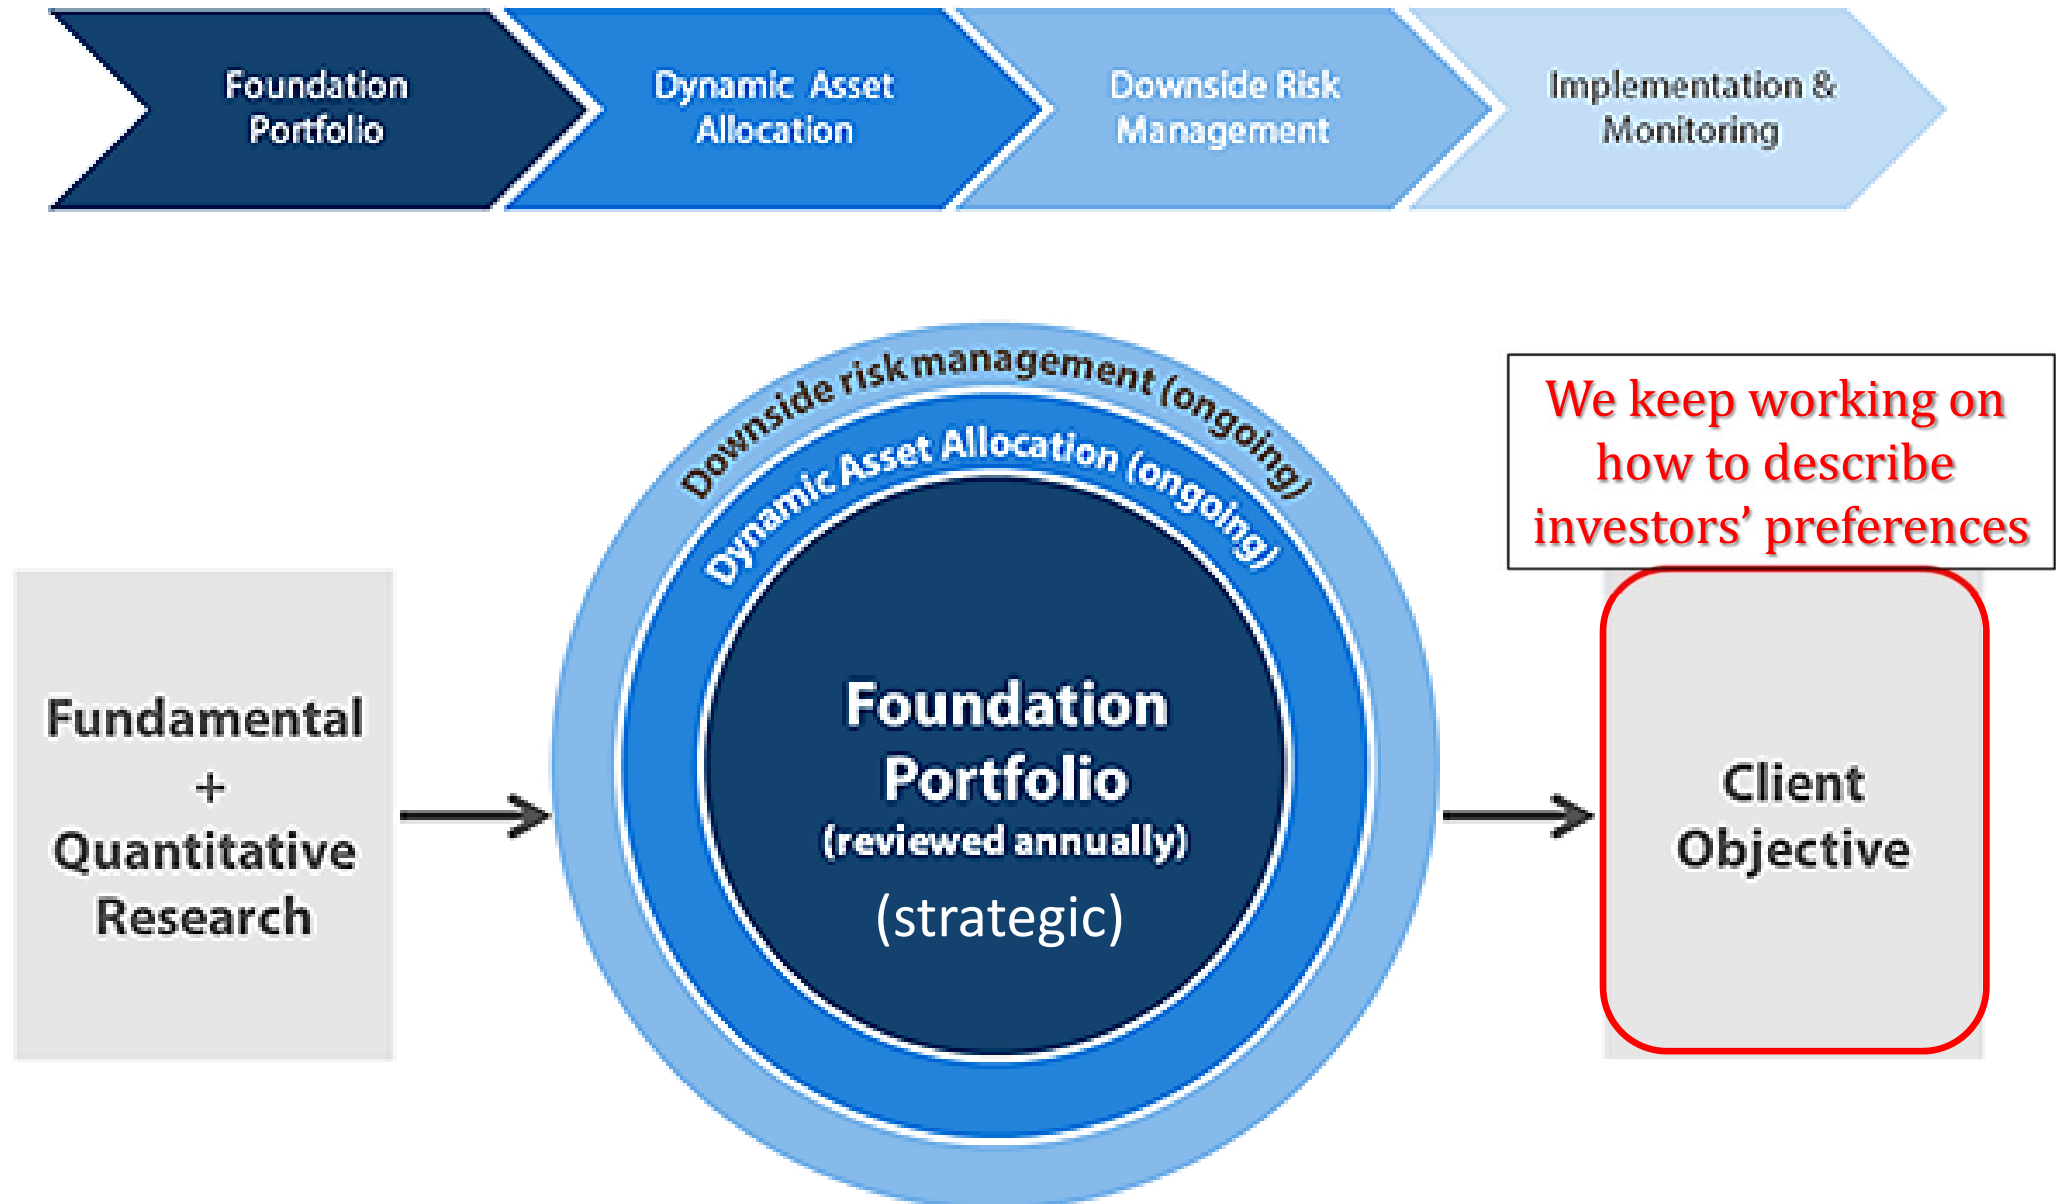 Foundation
Portfolio
Dynamic Asset
Allocation
Downside Risk
Management
Implementation &
Monitoring
Downside risk management (ongoing)
Dynamic Asset Allocation (ongoing)
Foundation
Portfolio
(reviewed annually)
(strategic)
Fundamental
+
Quantitative
Research
We keep working on
how to describe
investors’ preferences
Client
Objective